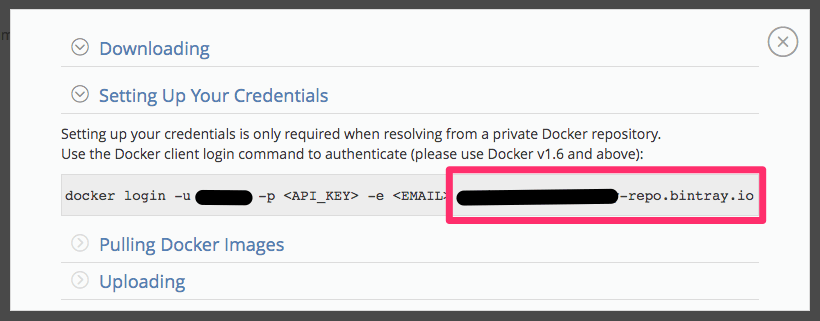 Downloading
Setting Up Your Credentials
Setting up your credentials is only required when resolving from a private Docker repository.
Use the Docker client login command to authenticate (please use Docker v1.6 and above):
docker login -u -p <API_KEY> -e <EMAIL> -repo.bintray.io
Pulling Docker Images
Uploading